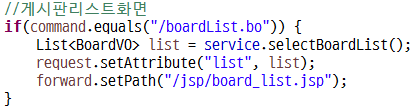 //게시판리스트화면
if(command.equals("/boardList.bo")) {
    List<BoardVO> list = service.selectBoardList();
    request.setAttribute("list", list);
    forward.setPath("/jsp/board_list.jsp");
}